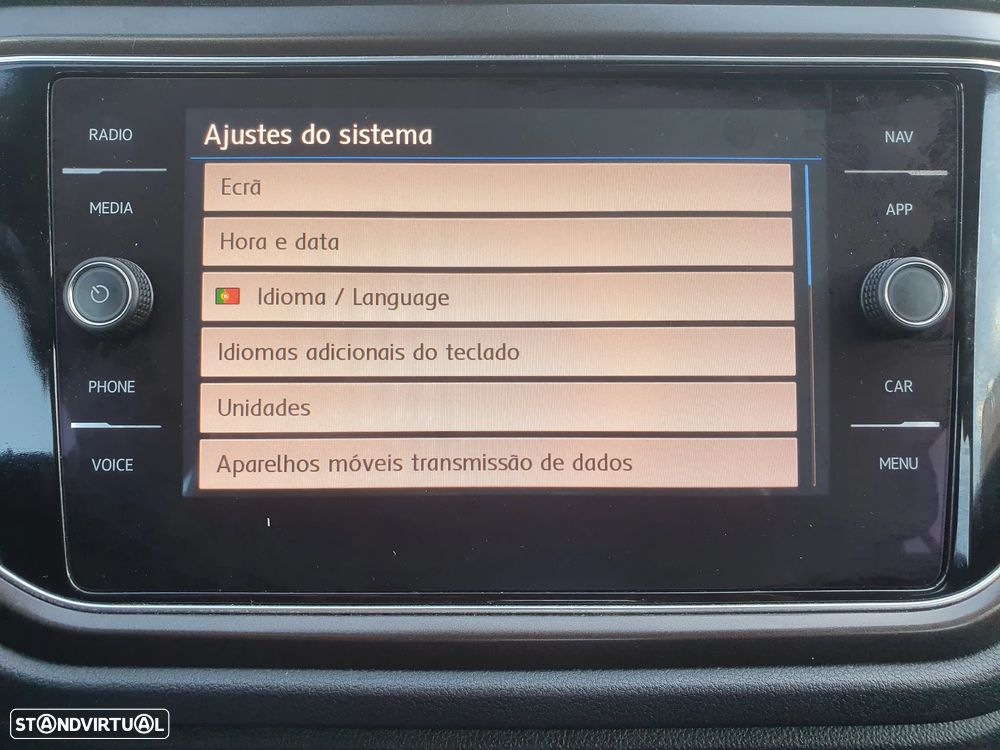 Ajustes do sistema
Ecrã
Hora e data
Idioma / Language
Idiomas adicionais do teclado
Unidades
Aparelhos móveis transmissão de dados
RADIO
MEDIA
PHONE
VOICE
NAV
APP
CAR
MENU
STANDVIRTUAL